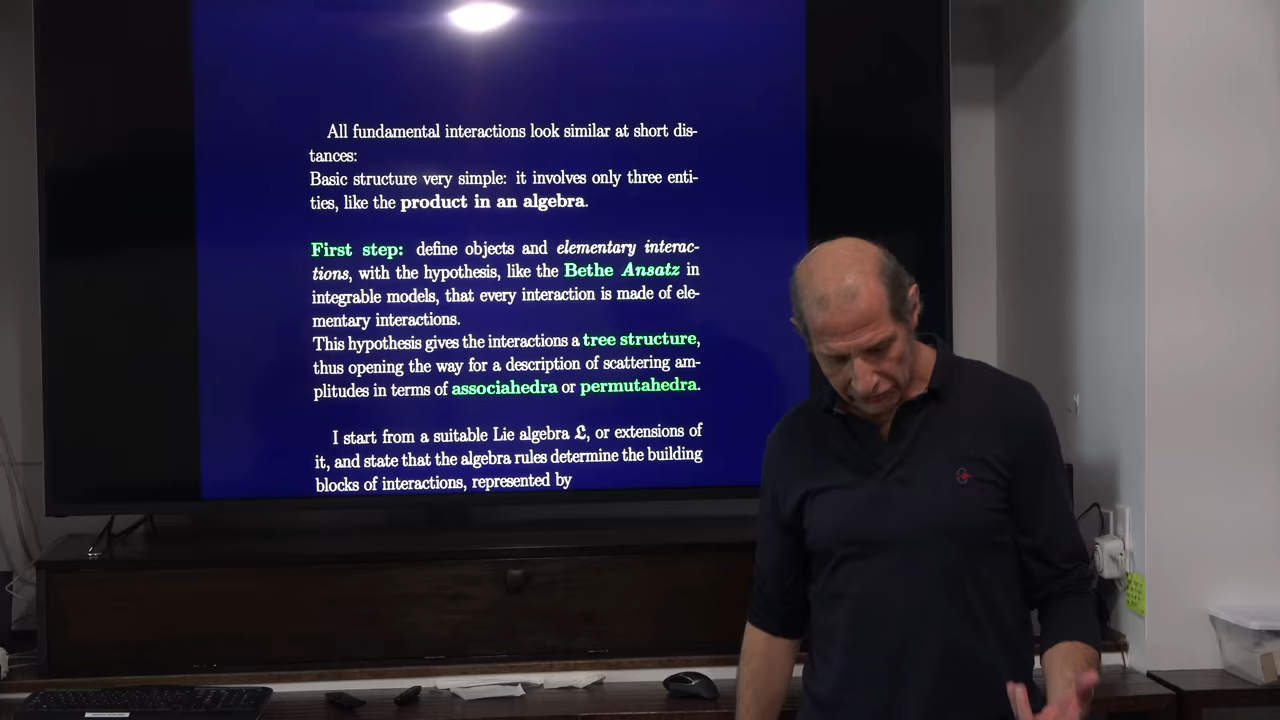 All fundamental interactions look similar at short dis-
tances:
Basic structure very simple: it involves only three enti-
ties, like the product in an algebra.
First step: define objects and elementary interac-
tions, with the hypothesis, like the Bethe Ansatz in
integrable models, that every interaction is made of ele-
mentary interactions.
This hypothesis gives the interactions a tree structure,
thus opening the way for a description of scattering am-
plitudes in terms of associahedra or permutahedra.
I start from a suitable Lie algebra 𝕷, or extensions of
it, and state that the algebra rules determine the building
blocks of interactions, represented by